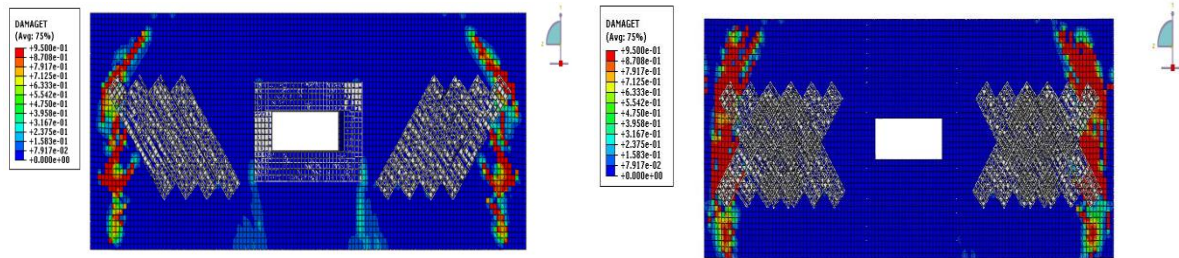 DAMAGET
(Avg: 75%)
+9.500e-01
+8.708e-01
+7.917e-01
+7.125e-01
+6.333e-01
+5.542e-01
+4.750e-01
+3.958e-01
+3.167e-01
+2.375e-01
+1.583e-01
+7.917e-02
+0.000e+00
Y
Z
DAMAGET
(Avg: 75%)
+9.500e-01
+8.708e-01
+7.917e-01
+7.125e-01
+6.333e-01
+5.542e-01
+4.750e-01
+3.958e-01
+3.167e-01
+2.375e-01
+1.583e-01
+7.917e-02
+0.000e+00
Y
Z